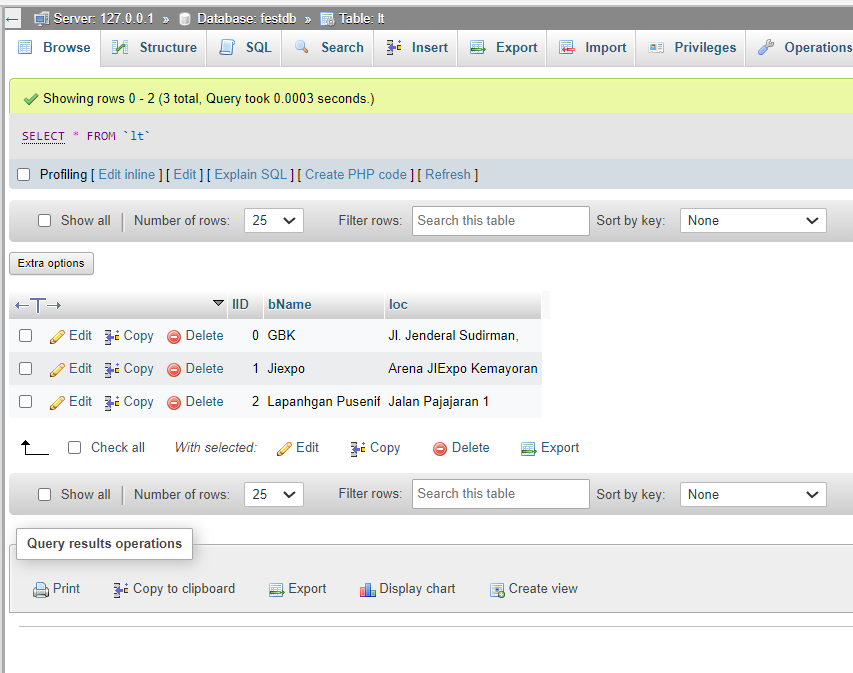 Server: 127.0.0.1 » Database: festdb » Table: lt
Browse Structure SQL Search Insert Export Import Privileges Operations
Showing rows 0 - 2 (3 total, Query took 0.0003 seconds.)
SELECT * FROM `lt`
Profiling [ Edit inline ] [ Edit ] [ Explain SQL ] [ Create PHP code ] [ Refresh ]
Show all | Number of rows: 25 Filter rows: Search this table Sort by key: None
Extra options
←T→ lID bName loc
Edit Copy Delete 0 GBK Jl. Jenderal Sudirman,
Edit Copy Delete 1 Jiexpo Arena JIExpo Kemayoran
Edit Copy Delete 2 Lapanhgan Pusenif Jalan Pajajaran 1
Check all With selected: Edit Copy Delete Export
Show all | Number of rows: 25 Filter rows: Search this table Sort by key: None
Query results operations
Print Copy to clipboard Export Display chart Create view